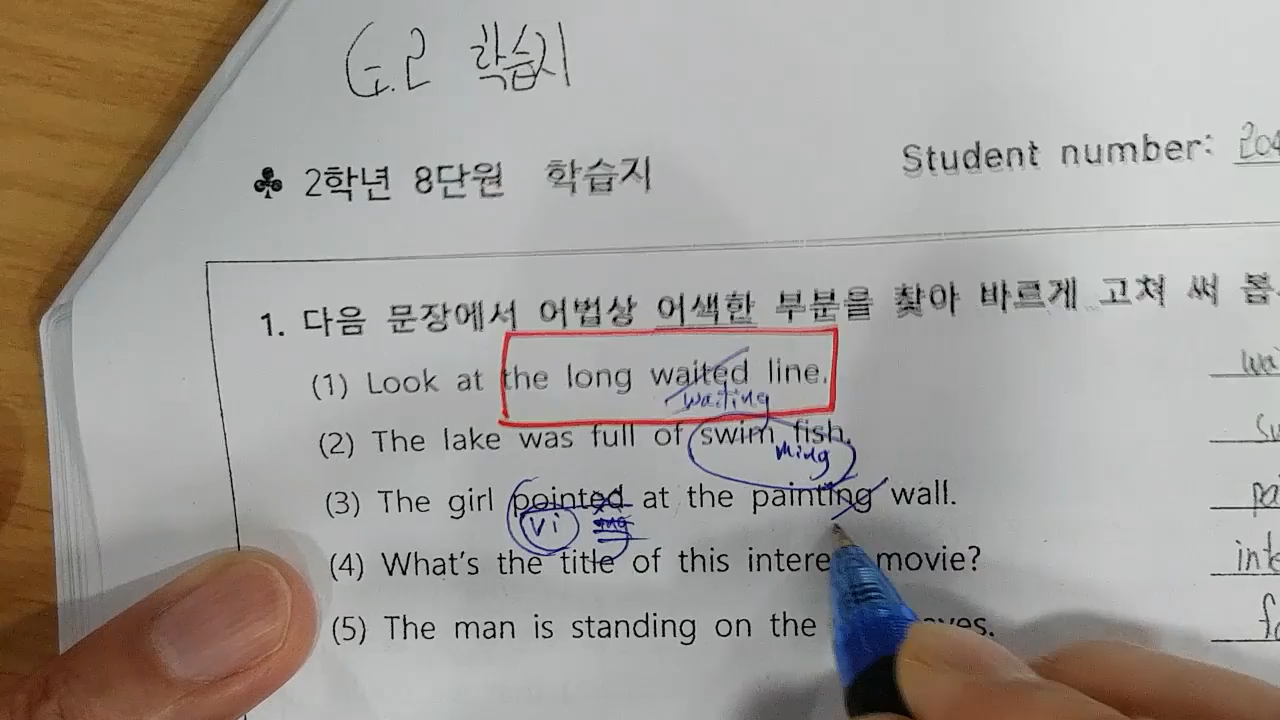 6.2 학습지
♣ 2학년 8단원 학습지
Student number: 204
1. 다음 문장에서 어법상 어색한 부분을 찾아 바르게 고쳐 써 봅
(1) Look at the long waited line.
waiting
(2) The lake was full of swim fish.
ming
(3) The girl pointed at the painting wall.
Vi
(4) What's the title of this intere movie?
(5) The man is standing on the